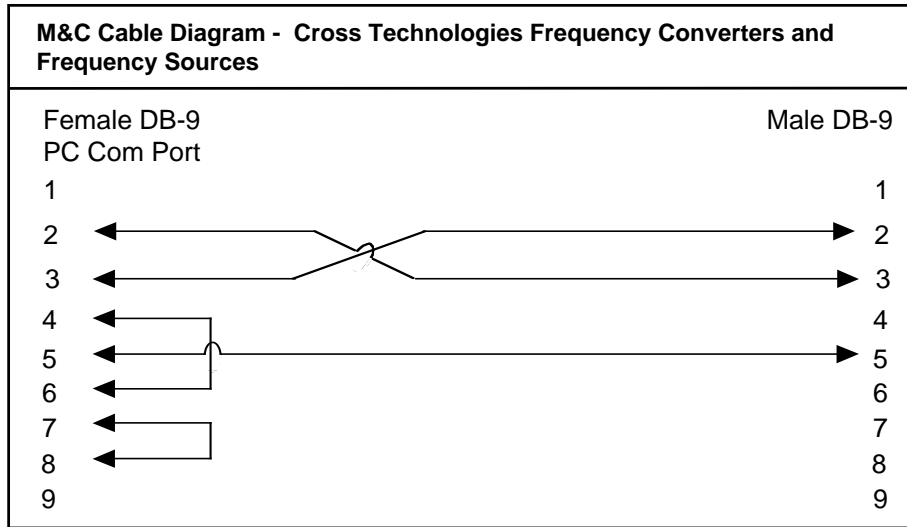 M&C Cable Diagram -  Cross Technologies Frequency Converters and
Frequency Sources
Female DB-9
PC Com Port
Male DB-9
1 1
2 2
3 3
4 4
5 5
6 6
7 7
8 8
9 9